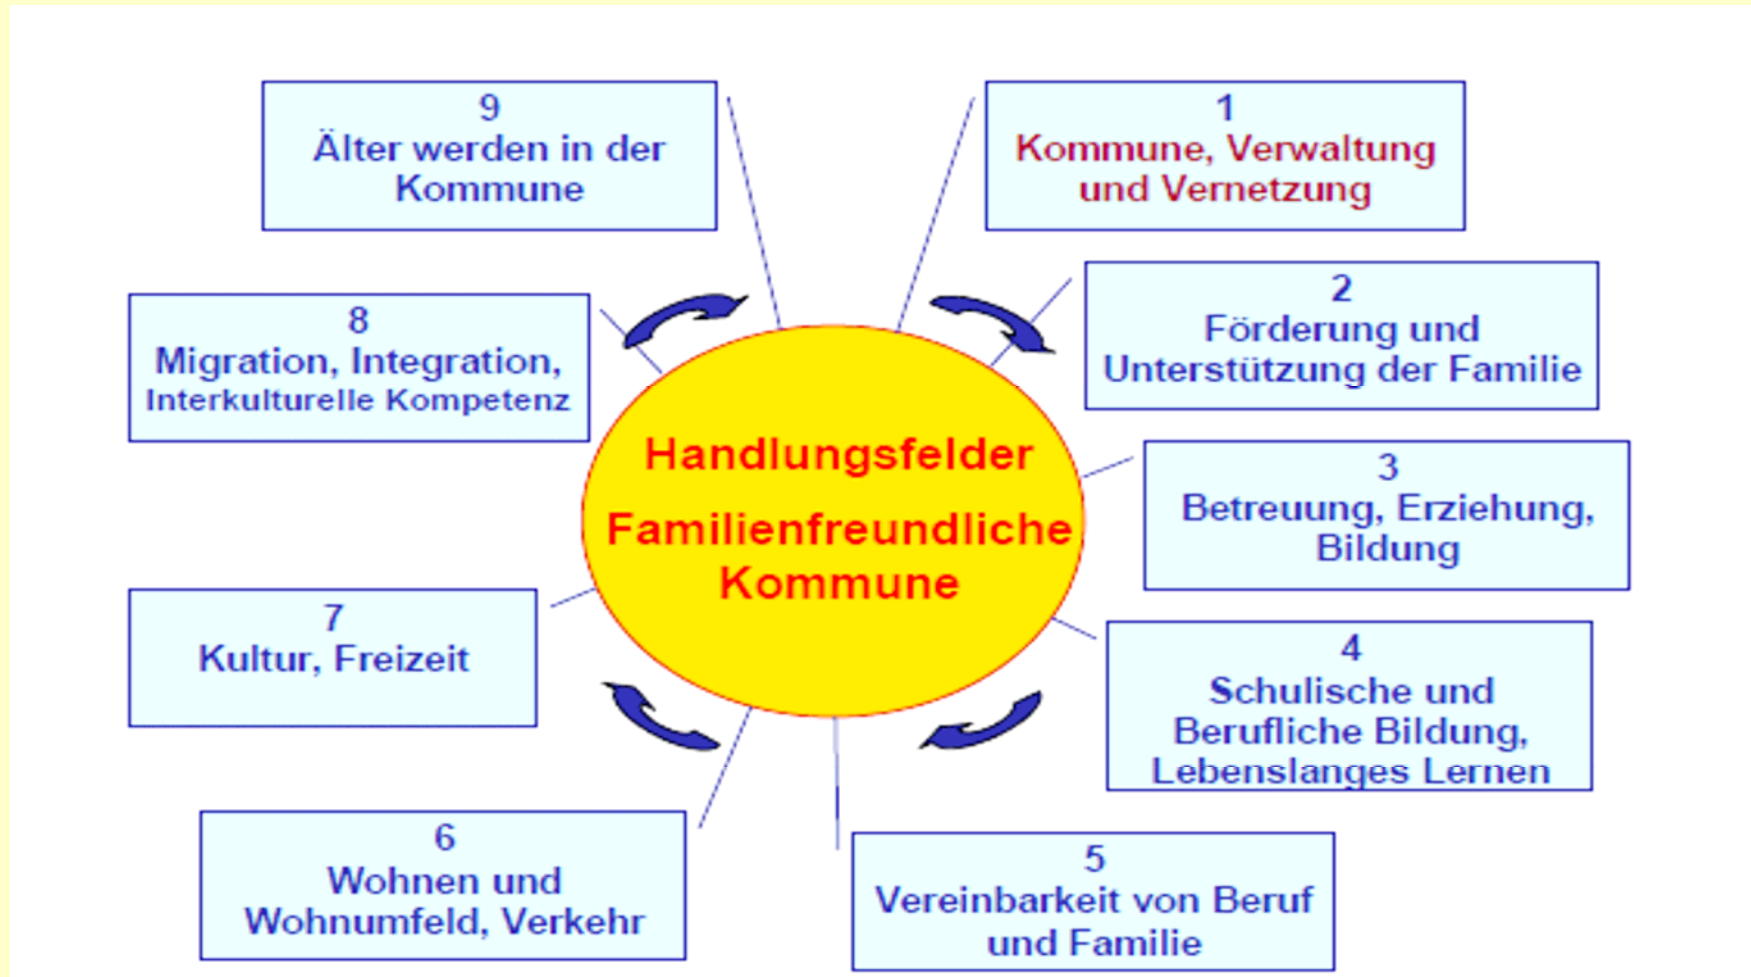 Handlungsfelder
Familienfreundliche
Kommune
1
Kommune, Verwaltung
und Vernetzung
2
Förderung und
Unterstützung der Familie
3
Betreuung, Erziehung,
Bildung
4
Schulische und
Berufliche Bildung,
Lebenslanges Lernen
5
Vereinbarkeit von Beruf
und Familie
6
Wohnen und
Wohnumfeld, Verkehr
7
Kultur, Freizeit
8
Migration, Integration,
Interkulturelle Kompetenz
9
Älter werden in der
Kommune